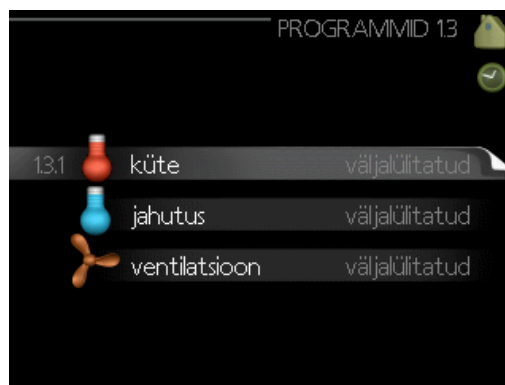 PROGRAMMID 1.3
1.3.1 küte väljalülitatud
jahutus väljalülitatud
ventilatsioon väljalülitatud